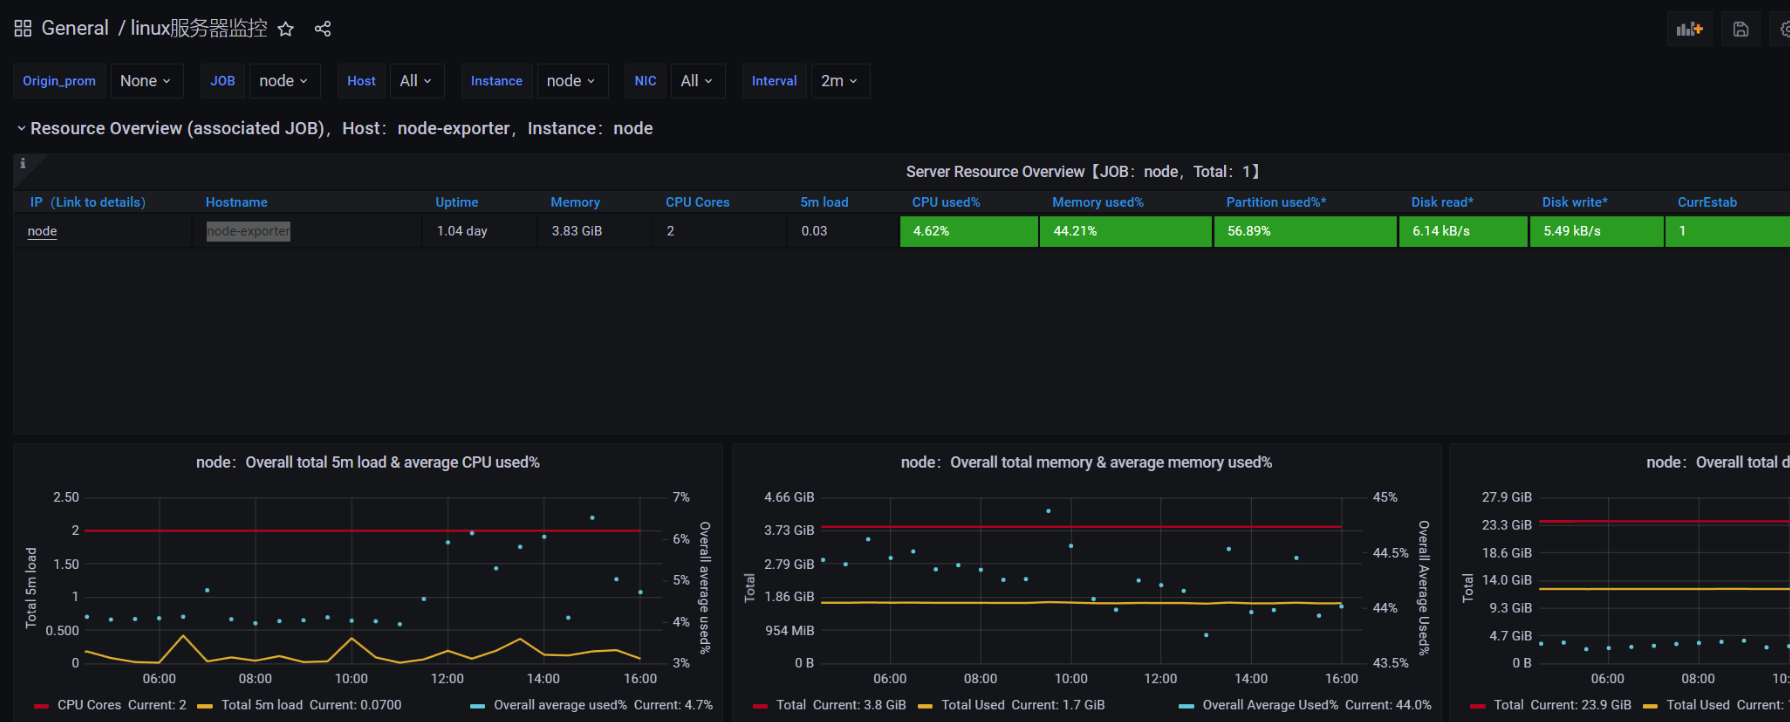 General / linux服务器监控
Origin_prom None JOB node Host All Instance node NIC All Interval 2m
Resource Overview (associated JOB)，Host：node-exporter，Instance：node
Server Resource Overview【JOB：node，Total：1】
IP（Link to details) Hostname Uptime Memory CPU Cores 5m load CPU used% Memory used% Partition used%* Disk read* Disk write* CurrEstab
node node-exporter 1.04 day 3.83 GiB 2 0.03 4.62% 44.21% 56.89% 6.14 kB/s 5.49 kB/s 1
node：Overall total 5m load & average CPU used%
Total 5m load
2.50
2
1.50
1
0.500
0
7%
6%
5%
4%
3%
Overall average used%
06:00 08:00 10:00 12:00 14:00 16:00
CPU Cores Current: 2 Total 5m load Current: 0.0700 Overall average used% Current: 4.7%
node：Overall total memory & average memory used%
Total
4.66 GiB
3.73 GiB
2.79 GiB
1.86 GiB
954 MiB
0 B
45%
44.5%
44%
43.5%
Overall Average Used%
06:00 08:00 10:00 12:00 14:00 16:00
Total Current: 3.8 GiB Total Used Current: 1.7 GiB Overall Average Used% Current: 44.0%
node：Overall total d
Total
27.9 GiB
23.3 GiB
18.6 GiB
14.0 GiB
9.3 GiB
4.7 GiB
0 B
06:00 08:00 10:
Total Current: 23.9 GiB Total Used Current: